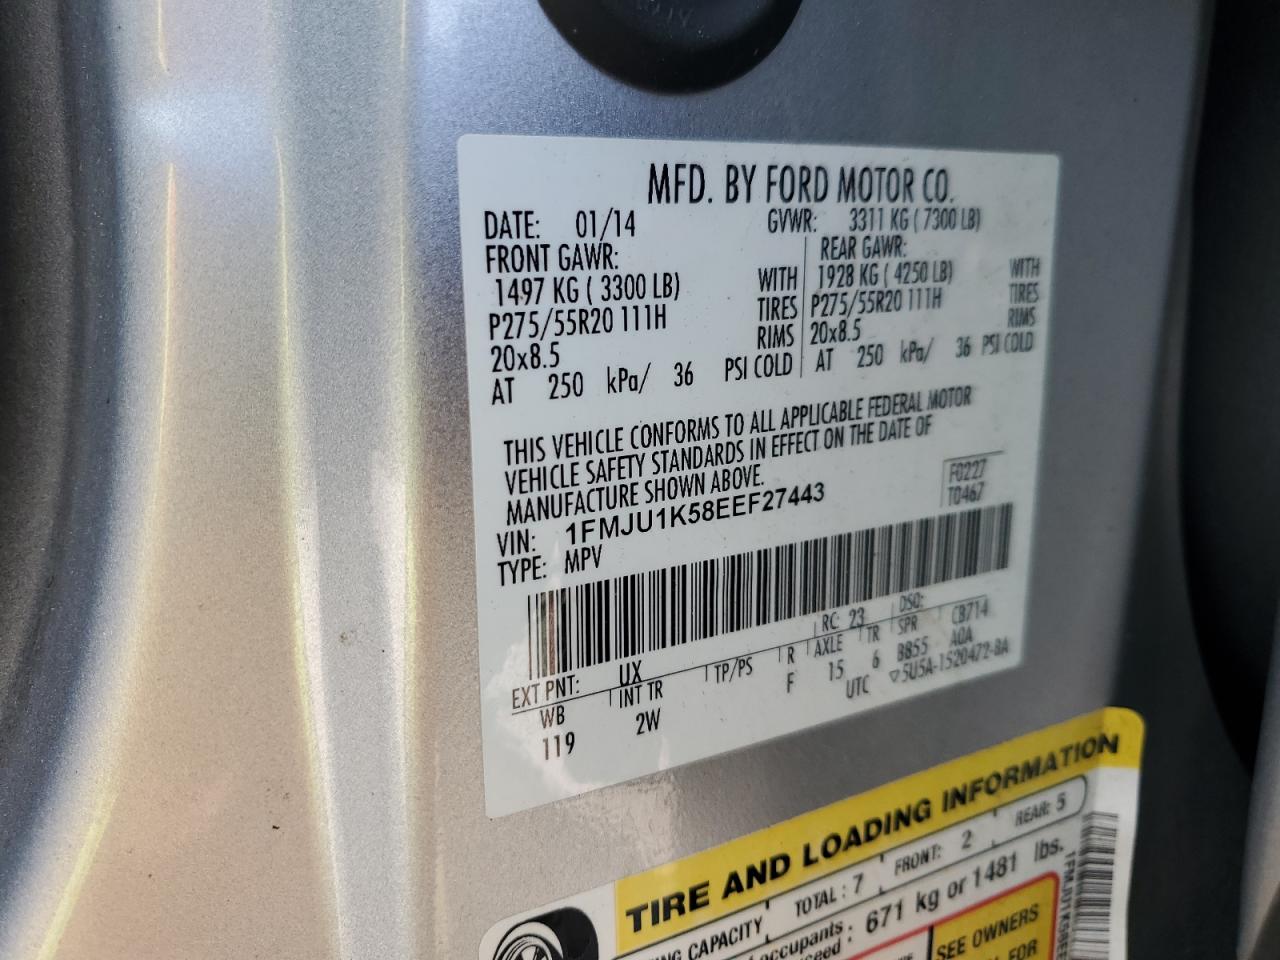 MFD. BY FORD MOTOR CO.
DATE: 01/14 GVWR: 3311 KG ( 7300 LB)
FRONT GAWR: REAR GAWR:
1497 KG ( 3300 LB) WITH 1928 KG ( 4250 LB) WITH
P275/55R20 111H TIRES P275/55R20 111H TIRES
20x8.5 RIMS 20x8.5 RIMS
AT 250 kPa/ 36 PSI COLD AT 250 kPa/ 36 PSI COLD
THIS VEHICLE CONFORMS TO ALL APPLICABLE FEDERAL MOTOR
VEHICLE SAFETY STANDARDS IN EFFECT ON THE DATE OF
MANUFACTURE SHOWN ABOVE.
F0227
T0467
VIN: 1FMJU1K58EEF27443
TYPE: MPV
EXT PNT: UX RC: 23 DSO:
WB INT TR TP/PS R AXLE TR SPR CB714
119 2W F 15 6 BB55 AOA
UTC ▽5U5A-1520472-BA
TIRE AND LOADING INFORMATION
CAPACITY TOTAL : 7 FRONT: 2 REAR: 5
occupants : 671 kg or 1481 lbs.
SEE OWNERS
FOR